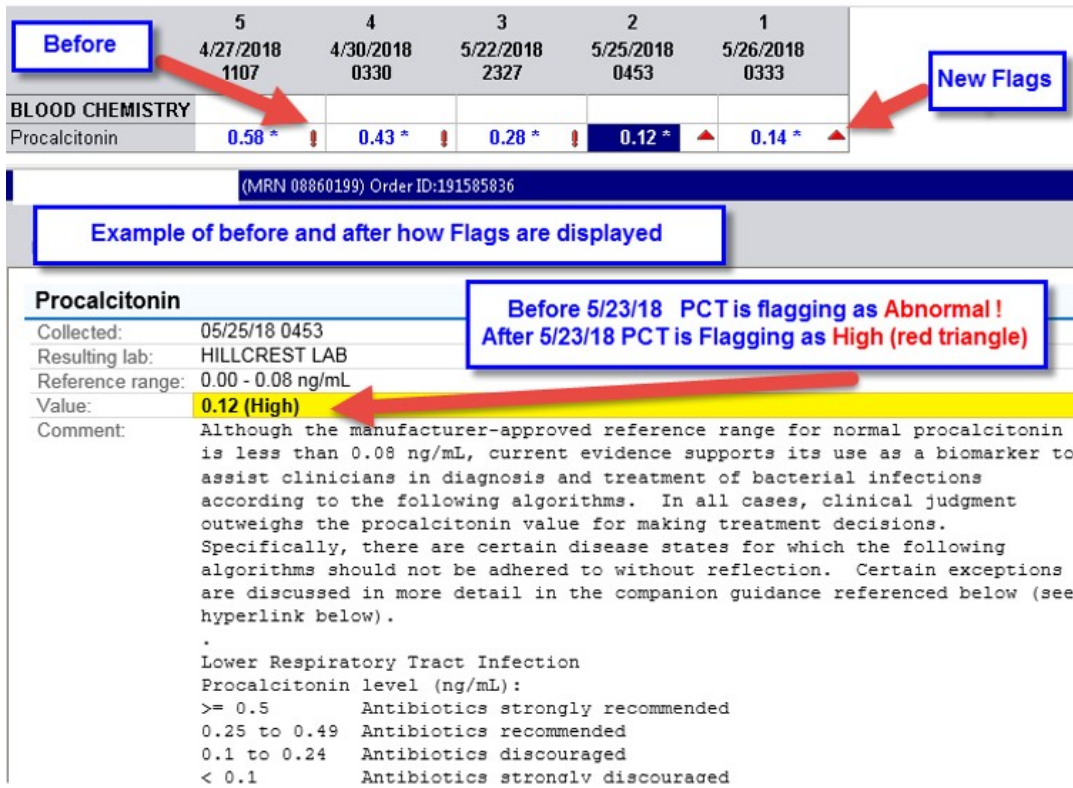 5 4 3 2 1
Before 4/27/2018 4/30/2018 5/22/2018 5/25/2018 5/26/2018
1107 0330 2327 0453 0333
New Flags
BLOOD CHEMISTRY
Procalcitonin 0.58 * ! 0.43 * ! 0.28 * ! 0.12 * 0.14 *
(MRN 08860199) Order ID:191585836
Example of before and after how Flags are displayed
Procalcitonin
Before 5/23/18 PCT is flagging as Abnormal !
After 5/23/18 PCT is Flagging as High (red triangle)
Collected: 05/25/18 0453
Resulting lab: HILLCREST LAB
Reference range: 0.00 - 0.08 ng/mL
Value: 0.12 (High)
Comment: Although the manufacturer-approved reference range for normal procalcitonin
is less than 0.08 ng/mL, current evidence supports its use as a biomarker to
assist clinicians in diagnosis and treatment of bacterial infections
according to the following algorithms. In all cases, clinical judgment
outweighs the procalcitonin value for making treatment decisions.
Specifically, there are certain disease states for which the following
algorithms should not be adhered to without reflection. Certain exceptions
are discussed in more detail in the companion guidance referenced below (see
hyperlink below).
.
Lower Respiratory Tract Infection
Procalcitonin level (ng/mL):
>= 0.5 Antibiotics strongly recommended
0.25 to 0.49 Antibiotics recommended
0.1 to 0.24 Antibiotics discouraged
< 0.1 Antibiotics strongly discouraged